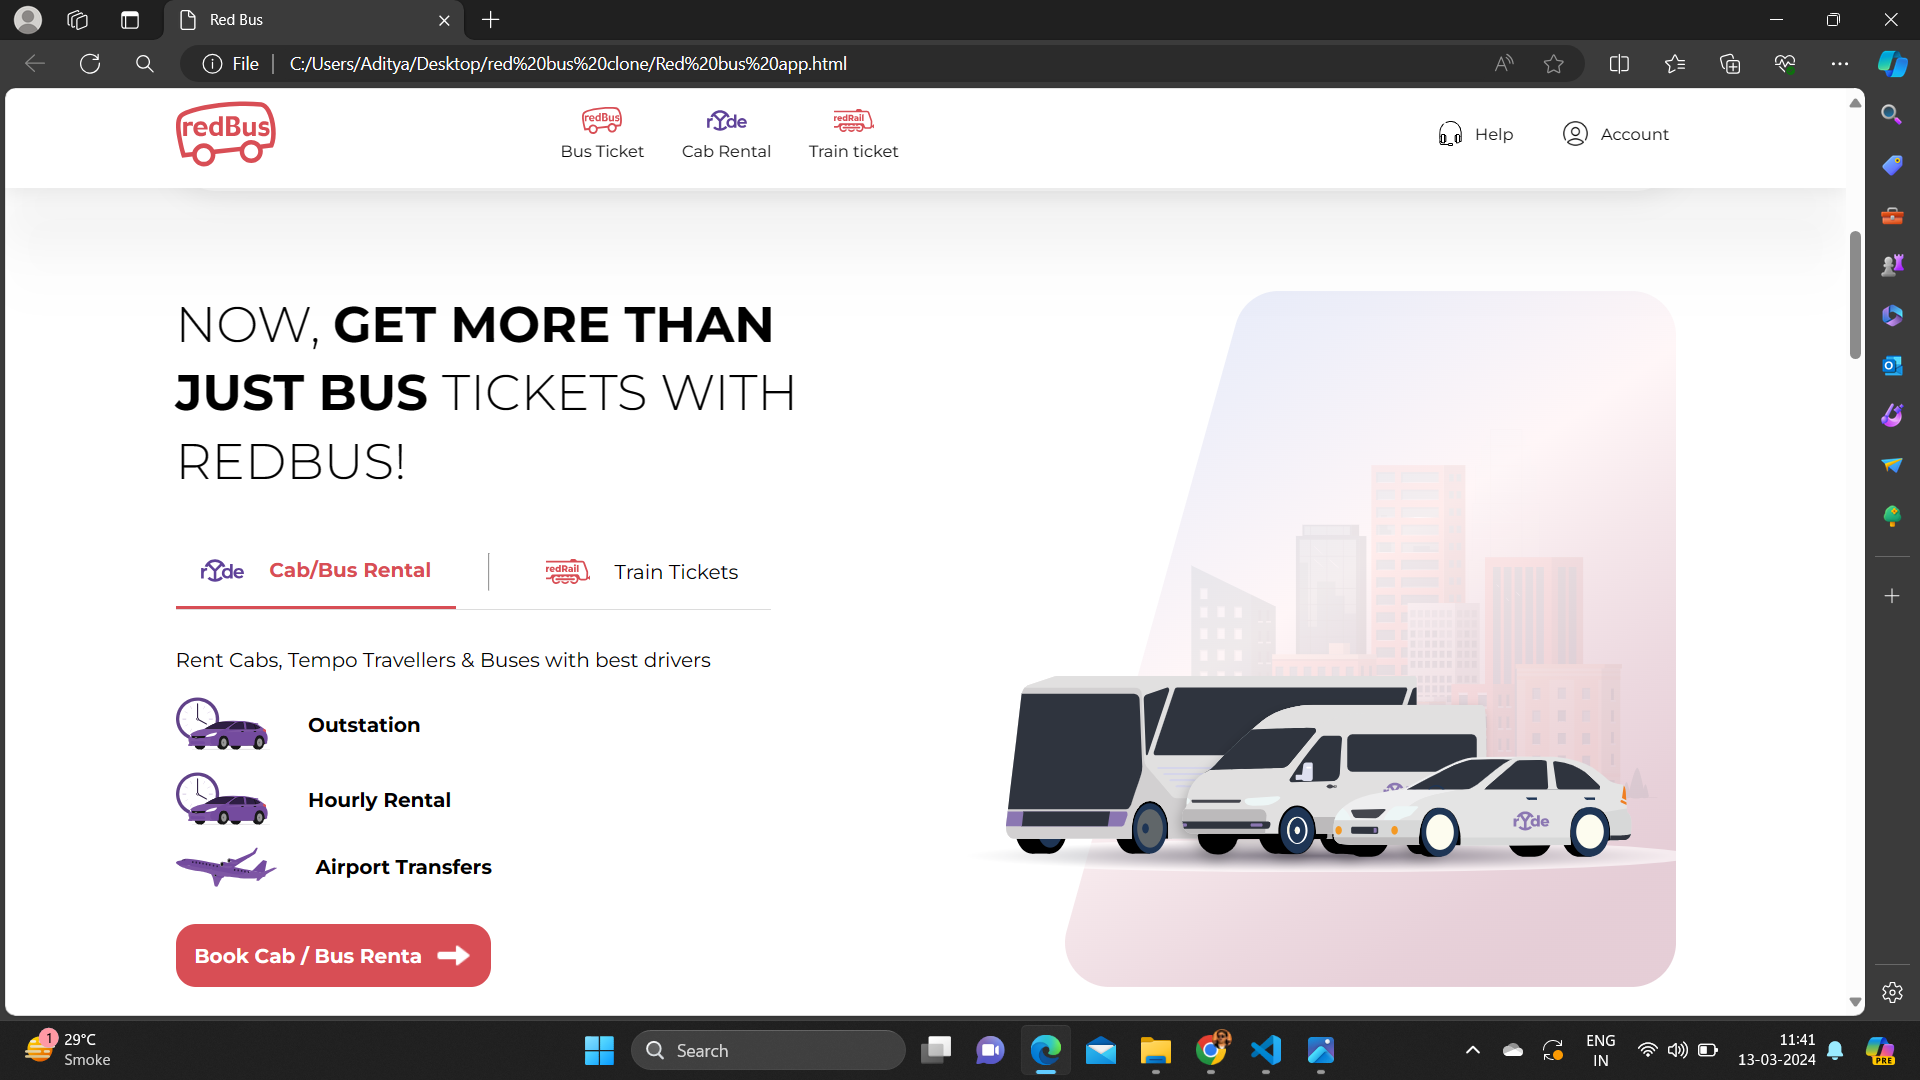 Red Bus
File
C:/Users/Aditya/Desktop/red%20bus%20clone/Red%20bus%20app.html
redBus
redBus
Bus Ticket
rYde
Cab Rental
redRail
Train ticket
Help
Account
NOW, GET MORE THAN
JUST BUS TICKETS WITH
REDBUS!
rYde
Cab/Bus Rental
redRail
Train Tickets
Rent Cabs, Tempo Travellers & Buses with best drivers
Outstation
Hourly Rental
Airport Transfers
Book Cab / Bus Renta
rYde
1
29°C
Smoke
Search
ENG
IN
11:41
13-03-2024
PRE